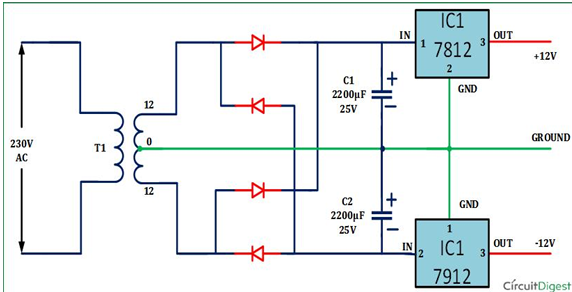 IC1
7812
IN
1
3
OUT
2
+12V
GND
C1
2200µF
25V
+
−
12
230V
AC
T1
0
GROUND
12
C2
2200µF
25V
+
−
GND
1
IN
2
IC1
7912
3
OUT
-12V
CírcuitDigest